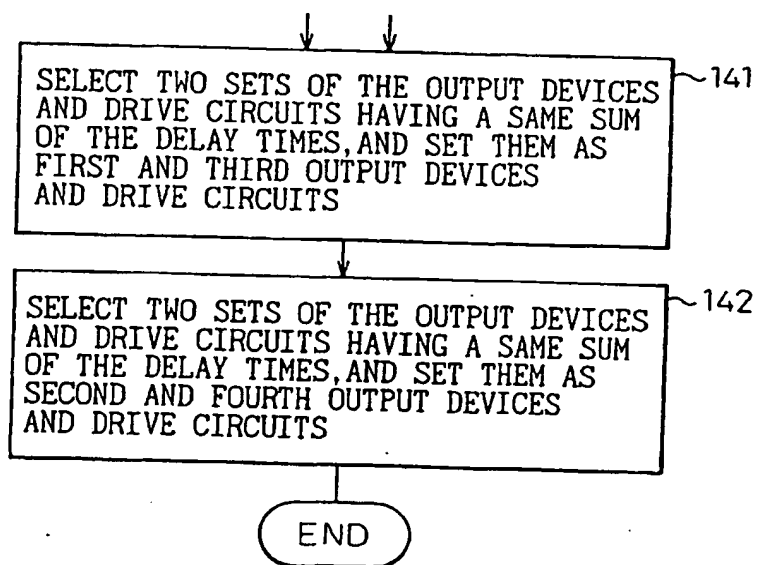 SELECT TWO SETS OF THE OUTPUT DEVICES
AND DRIVE CIRCUITS HAVING A SAME SUM
OF THE DELAY TIMES, AND SET THEM AS
FIRST AND THIRD OUTPUT DEVICES
AND DRIVE CIRCUITS
141
SELECT TWO SETS OF THE OUTPUT DEVICES
AND DRIVE CIRCUITS HAVING A SAME SUM
OF THE DELAY TIMES, AND SET THEM AS
SECOND AND FOURTH OUTPUT DEVICES
AND DRIVE CIRCUITS
142
END